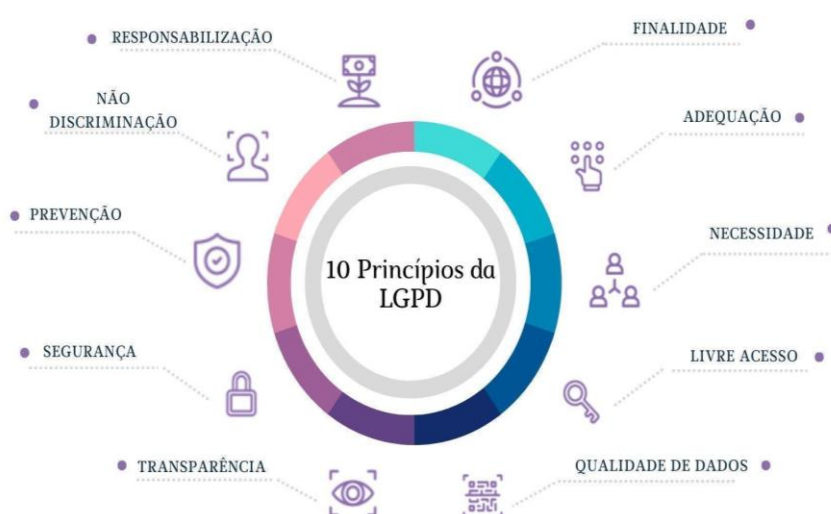 10 Princípios da
LGPD
FINALIDADE
ADEQUAÇÃO
NECESSIDADE
LIVRE ACESSO
QUALIDADE DE DADOS
TRANSPARÊNCIA
SEGURANÇA
PREVENÇÃO
NÃO
DISCRIMINAÇÃO
RESPONSABILIZAÇÃO